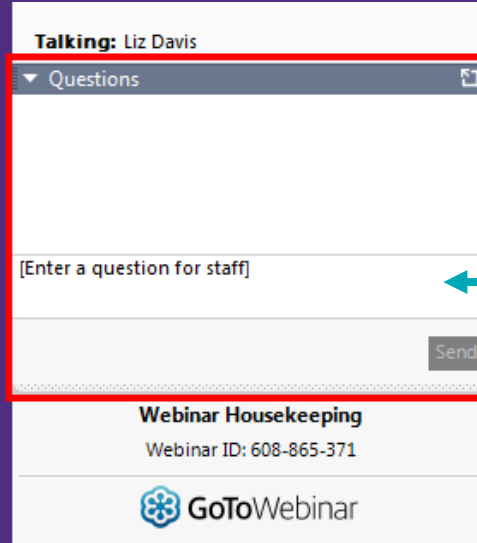 Talking: Liz Davis
Questions
[Enter a question for staff]
Send
Webinar Housekeeping
Webinar ID: 608-865-371
GoToWebinar